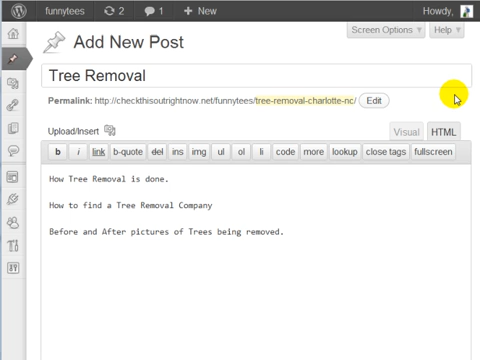 funnytees 2 1 New Howdy,
Screen Options Help
Add New Post
Tree Removal
Permalink: http://checkthisoutrightnow.net/funnytees/tree-removal-charlotte-nc/ Edit
Upload/Insert Visual HTML
b i link b-quote del ins img ul ol li code more lookup close tags fullscreen
How Tree Removal is done.
How to find a Tree Removal Company
Before and After pictures of Trees being removed.